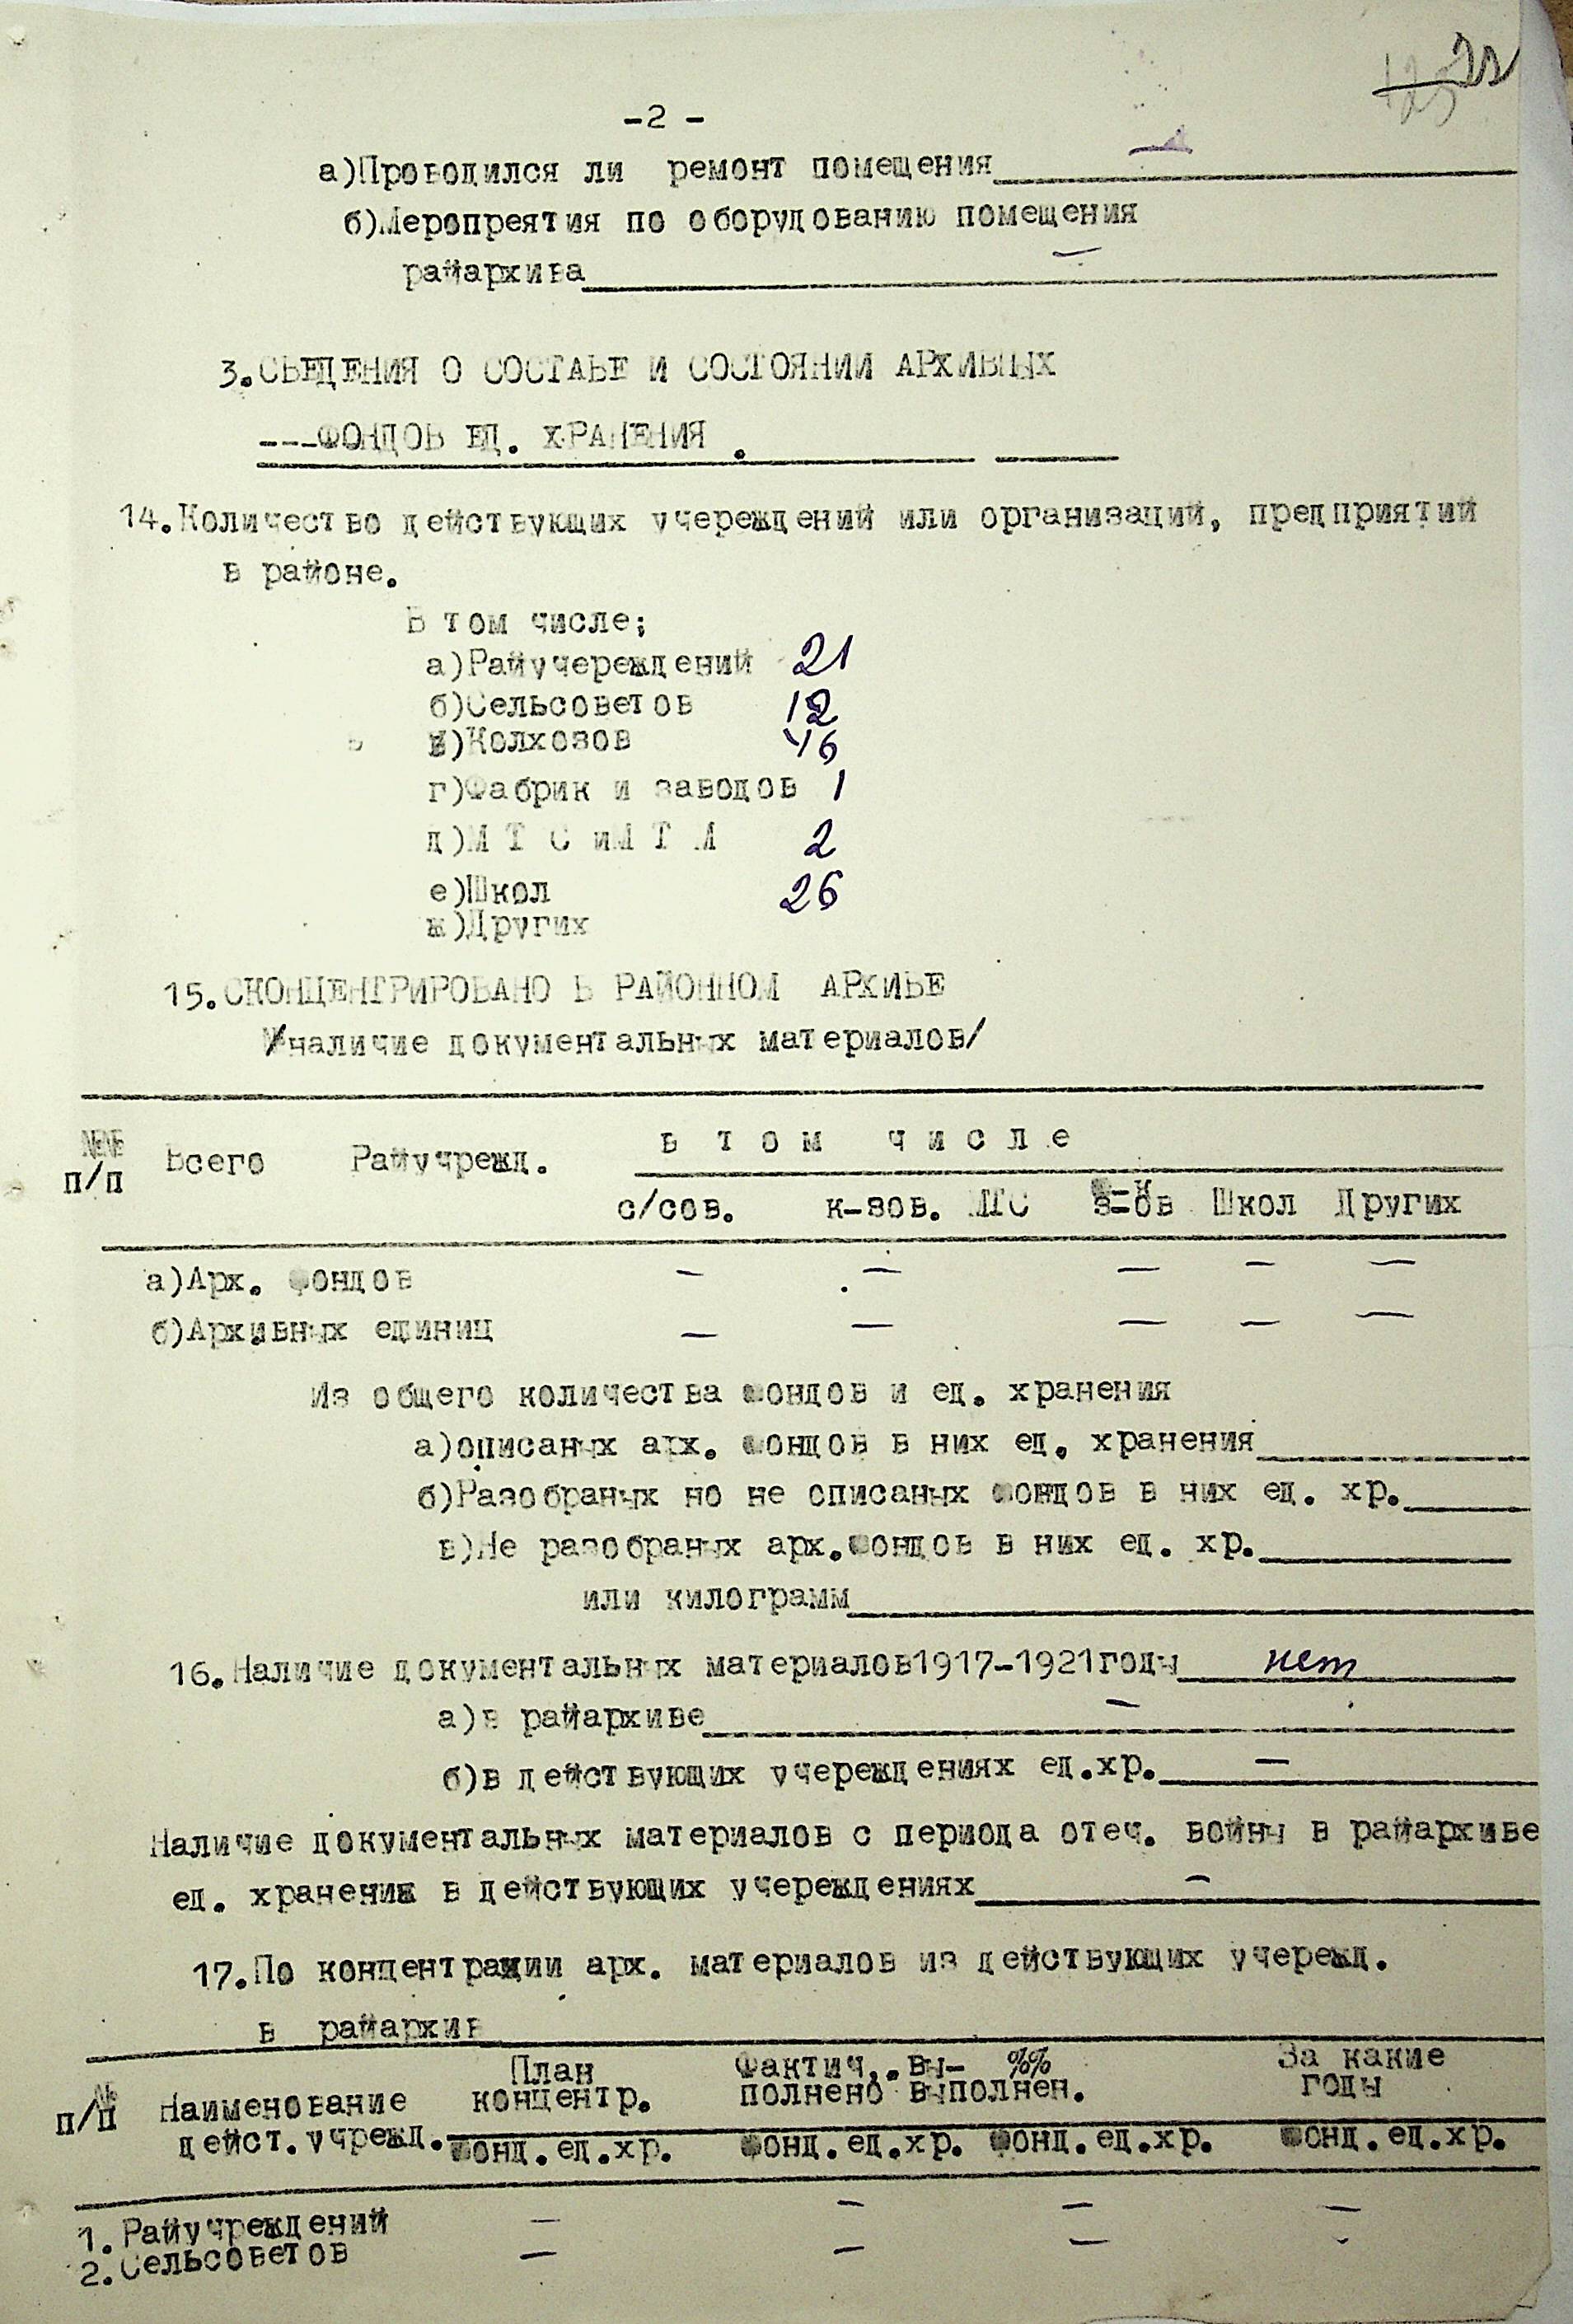 22
125
-2 -
а)Проводился ли ремонт помещения —
б)Меропреятия по оборудованию помещения
райархива —
3.СВЕДЕНИЯ О СОСТАВЕ И СОСТОЯНИИ АРХИВНЫХ
---ФОНДОВ ЕД. ХРАНЕНИЯ .
14.Количество действующих учереждений или организаций, предприятий
в районе.
В том числе;
а)Райучереждений 21
б)Сельсоветов 12
в)Колхозов 46
г)Фабрик и заводов 1
д)М Т С иМ Т М 2
е)Школ 26
ж)Других
15.СКОНЦЕНТРИРОВАНО В РАЙОННОМ АРХИВЕ
/наличие документальных материалов/
№№ п/п Всего Райучрежд. в том числе
с/сов. к-зов. МТС з-ов Школ Других
а)Арх. фондов — — — — —
б)Архивных единиц — — — — —
Из общего количества фондов и ед. хранения
а)описаных арх. фондов в них ед. хранения
б)Разобраных но не описаных фондов в них ед. хр.
в)Не разобраных арх.фондов в них ед. хр.
или килограмм
16.Наличие документальных материалов1917-1921годы нет
а)в райархиве —
б)в действующих учереждениях ед.хр. —
Наличие документальных материалов с периода отеч. войны в райархиве
ед. хранения в действующих учереждениях —
17.По концентрации арх. материалов из действующих учережд.
в райархив
№ План Фактич. вы- %% За какие
п/п Наименование концентр. полнено выполнен. годы
дейст.учрежд. фонд.ед.хр. фонд.ед.хр. фонд.ед.хр. фонд.ед.хр.
1.Райучреждений — — — —
2.Сельсоветов — — — -